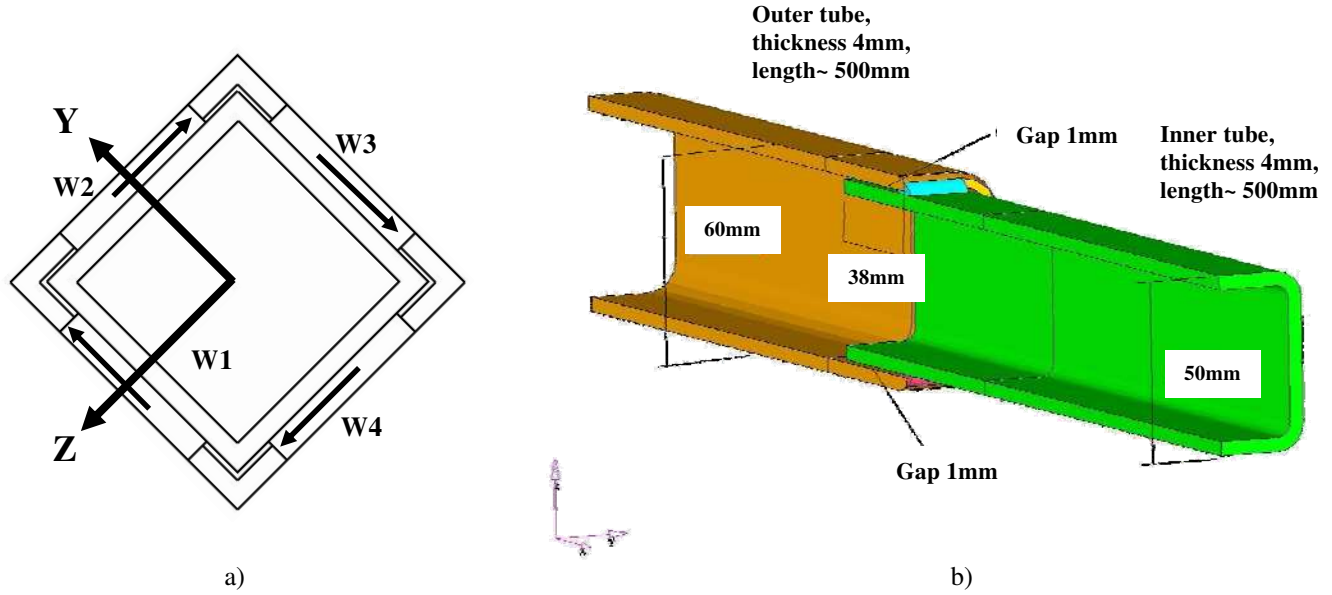 Outer tube,
thickness 4mm,
length~ 500mm
Y
W3
Gap 1mm
Inner tube,
thickness 4mm,
length~ 500mm
W2
60mm
38mm
W1
50mm
W4
Z
Gap 1mm
a)
b)